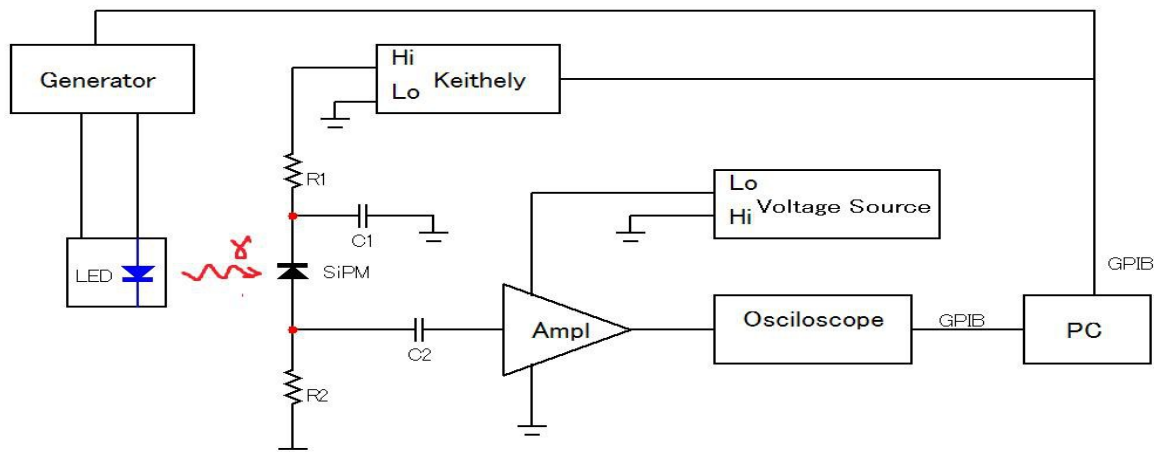 Generator
Hi
Lo
Keithely
R1
C1
Lo
Hi
Voltage Source
LED
γ
SiPM
GPIB
Ampl
Osciloscope
GPIB
PC
C2
R2